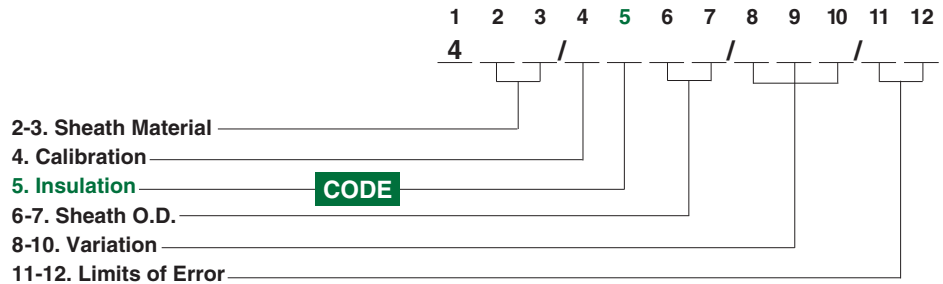 1 2 3 4 5 6 7 8 9 10 11 12
4 / / /
2-3. Sheath Material
4. Calibration
5. Insulation CODE
6-7. Sheath O.D.
8-10. Variation
11-12. Limits of Error